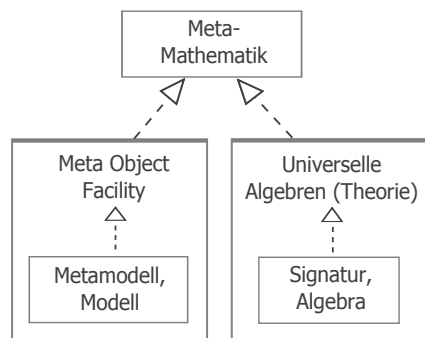 Meta-
Mathematik
Meta Object
Facility
Metamodell,
Modell
Universelle
Algebren (Theorie)
Signatur,
Algebra